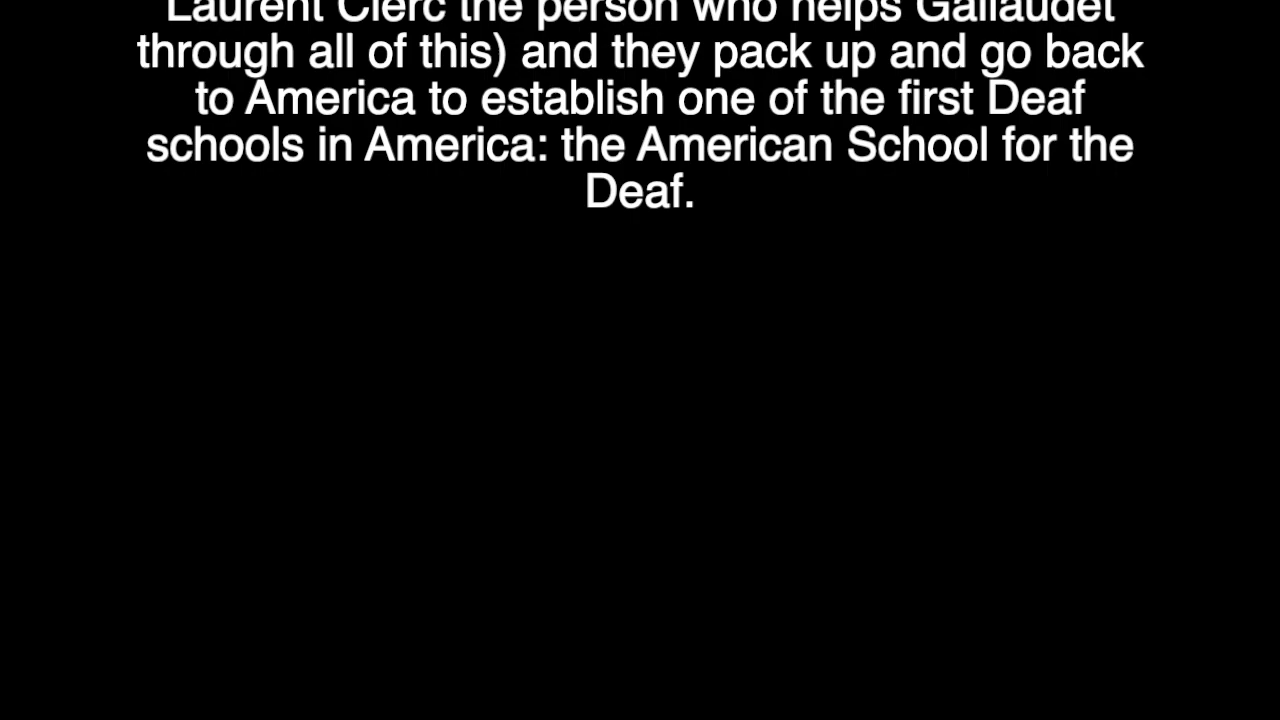 Laurent Clerc the person who helps Gallaudet
through all of this) and they pack up and go back
to America to establish one of the first Deaf
schools in America: the American School for the
Deaf.